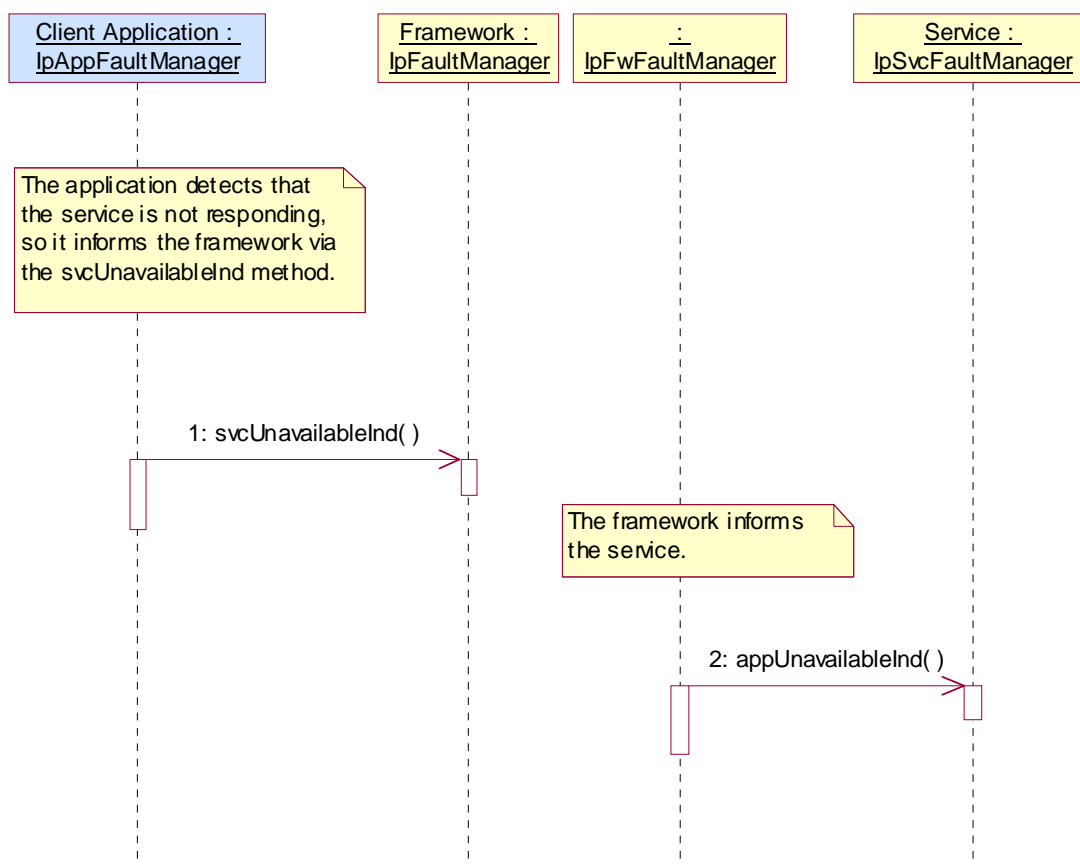 Client Application :
IpAppFaultManager
Framework :
IpFaultManager
:
IpFwFaultManager
Service :
IpSvcFaultManager
The application detects that
the service is not responding,
so it informs the framework via
the svcUnavailableInd method.
1: svcUnavailableInd( )
The framework informs
the service.
2: appUnavailableInd( )